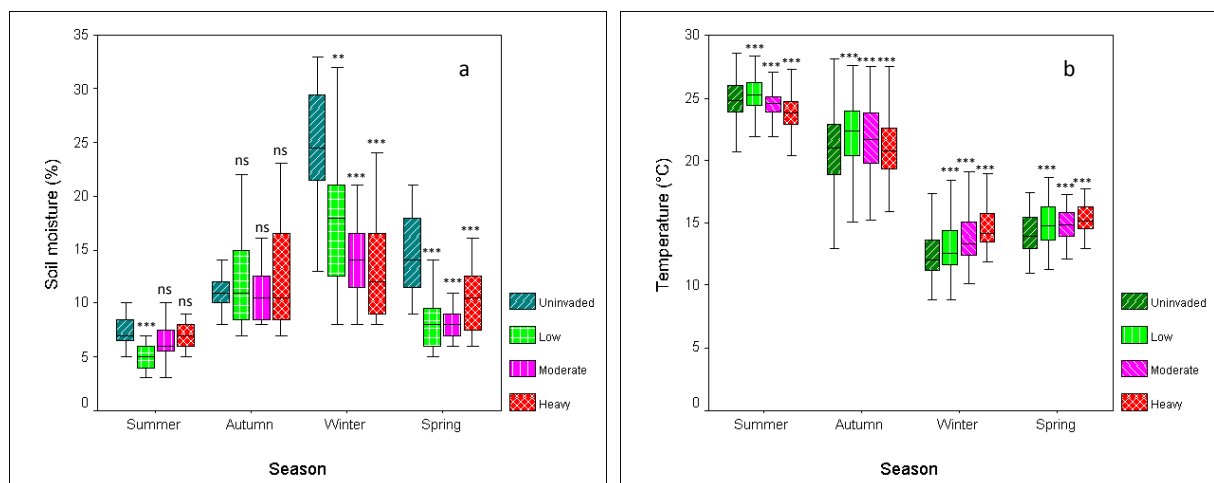 a
Soil moisture (%)
35
30
25
20
15
10
5
0
*** ns ns
ns ns ns
** *** ***
*** *** ***
Summer Autumn Winter Spring
Season
Uninvaded
Low
Moderate
Heavy
b
Temperature (°C)
30
25
20
15
10
5
0
*** *** ***
*** *** ***
*** *** ***
*** *** ***
Summer Autumn Winter Spring
Season
Uninvaded
Low
Moderate
Heavy